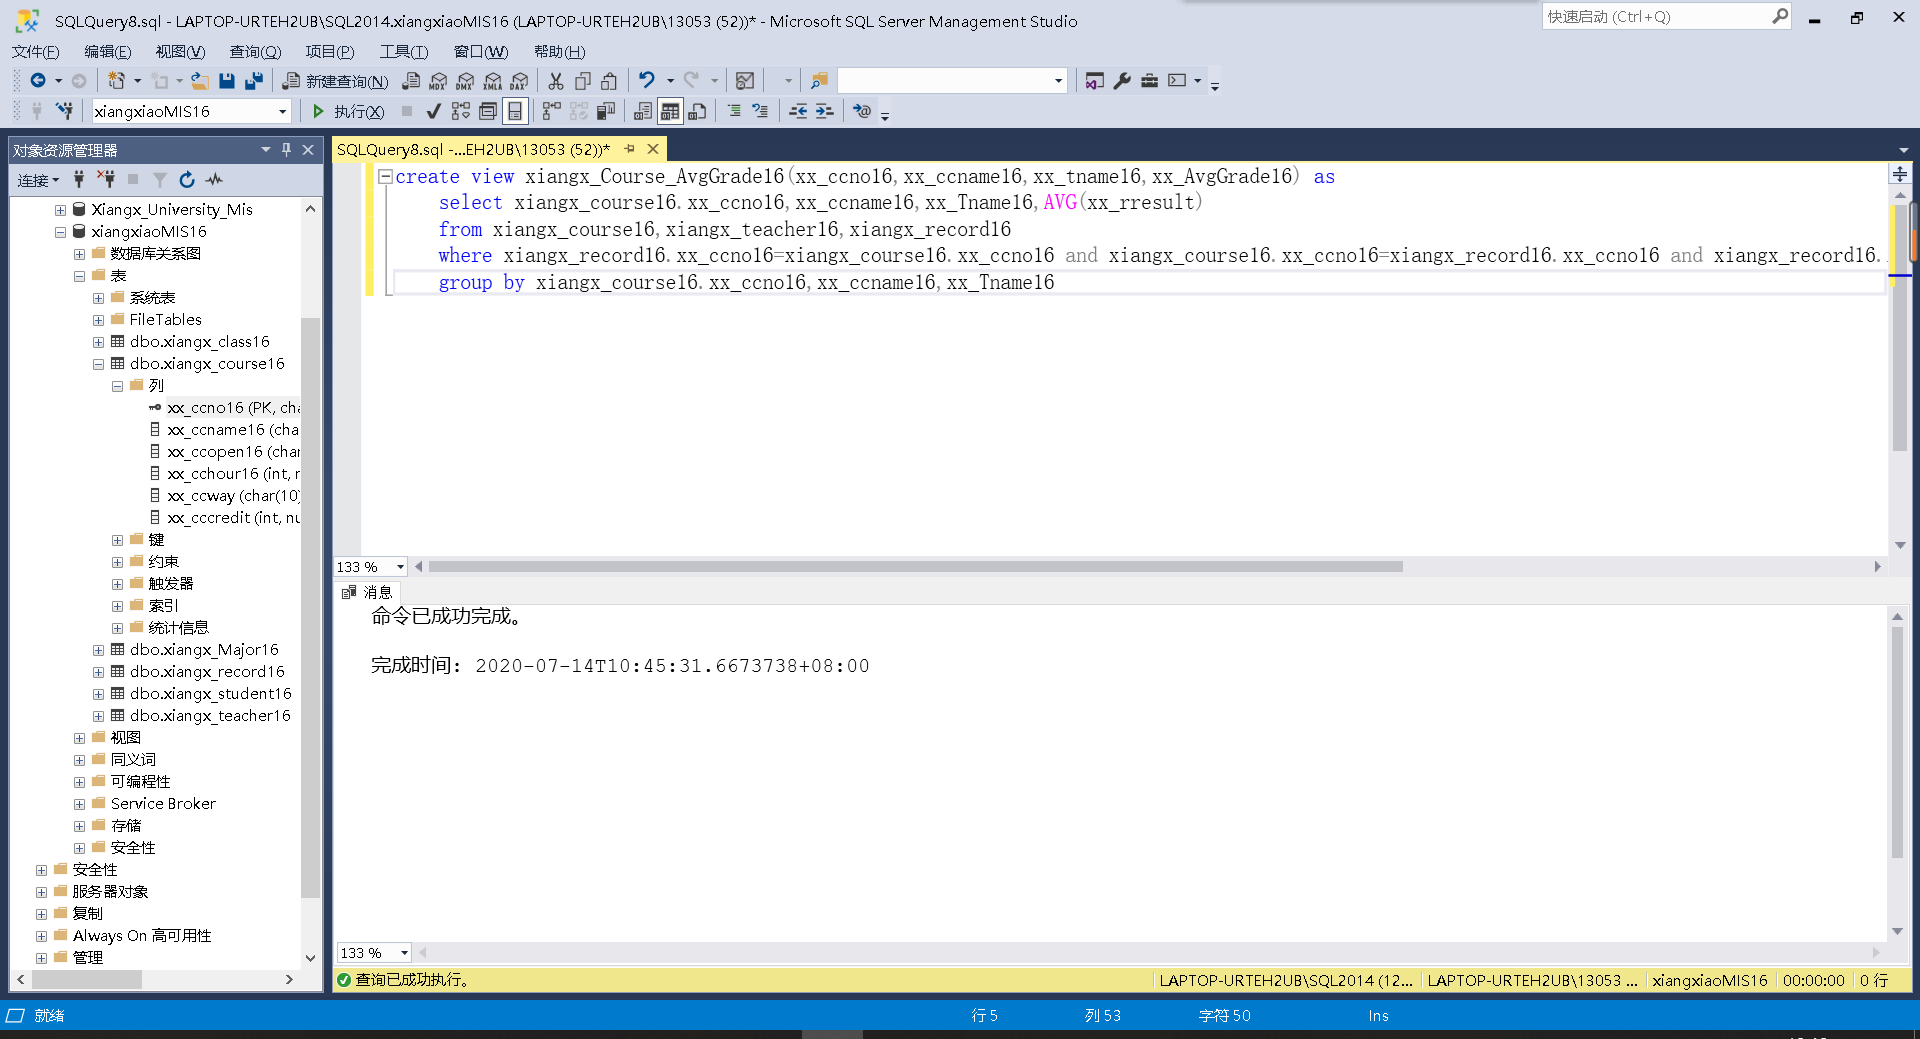 SQLQuery8.sql - LAPTOP-URTEH2UB\SQL2014.xiangxiaoMIS16 (LAPTOP-URTEH2UB\13053 (52))* - Microsoft SQL Server Management Studio
快速启动 (Ctrl+Q)
文件(F) 编辑(E) 视图(V) 查询(Q) 项目(P) 工具(T) 窗口(W) 帮助(H)
新建查询(N) MDX DMX XMLA DAX
xiangxiaoMIS16 执行(X)
对象资源管理器
连接
Xiangx_University_Mis
xiangxiaoMIS16
数据库关系图
表
系统表
FileTables
dbo.xiangx_class16
dbo.xiangx_course16
列
xx_ccno16 (PK, cha
xx_ccname16 (cha
xx_ccopen16 (char
xx_cchour16 (int, n
xx_ccway (char(10)
xx_cccredit (int, nu
键
约束
触发器
索引
统计信息
dbo.xiangx_Major16
dbo.xiangx_record16
dbo.xiangx_student16
dbo.xiangx_teacher16
视图
同义词
可编程性
Service Broker
存储
安全性
安全性
服务器对象
复制
Always On 高可用性
管理
SQLQuery8.sql -...EH2UB\13053 (52))*
create view xiangx_Course_AvgGrade16(xx_ccno16,xx_ccname16,xx_tname16,xx_AvgGrade16) as
select xiangx_course16.xx_ccno16,xx_ccname16,xx_Tname16,AVG(xx_rresult)
from xiangx_course16,xiangx_teacher16,xiangx_record16
where xiangx_record16.xx_ccno16=xiangx_course16.xx_ccno16 and xiangx_course16.xx_ccno16=xiangx_record16.xx_ccno16 and xiangx_record16.
group by xiangx_course16.xx_ccno16,xx_ccname16,xx_Tname16
133 %
消息
命令已成功完成。
完成时间: 2020-07-14T10:45:31.6673738+08:00
133 %
查询已成功执行。 LAPTOP-URTEH2UB\SQL2014 (12... LAPTOP-URTEH2UB\13053 ... xiangxiaoMIS16 00:00:00 0 行
就绪 行 5 列 53 字符 50 Ins